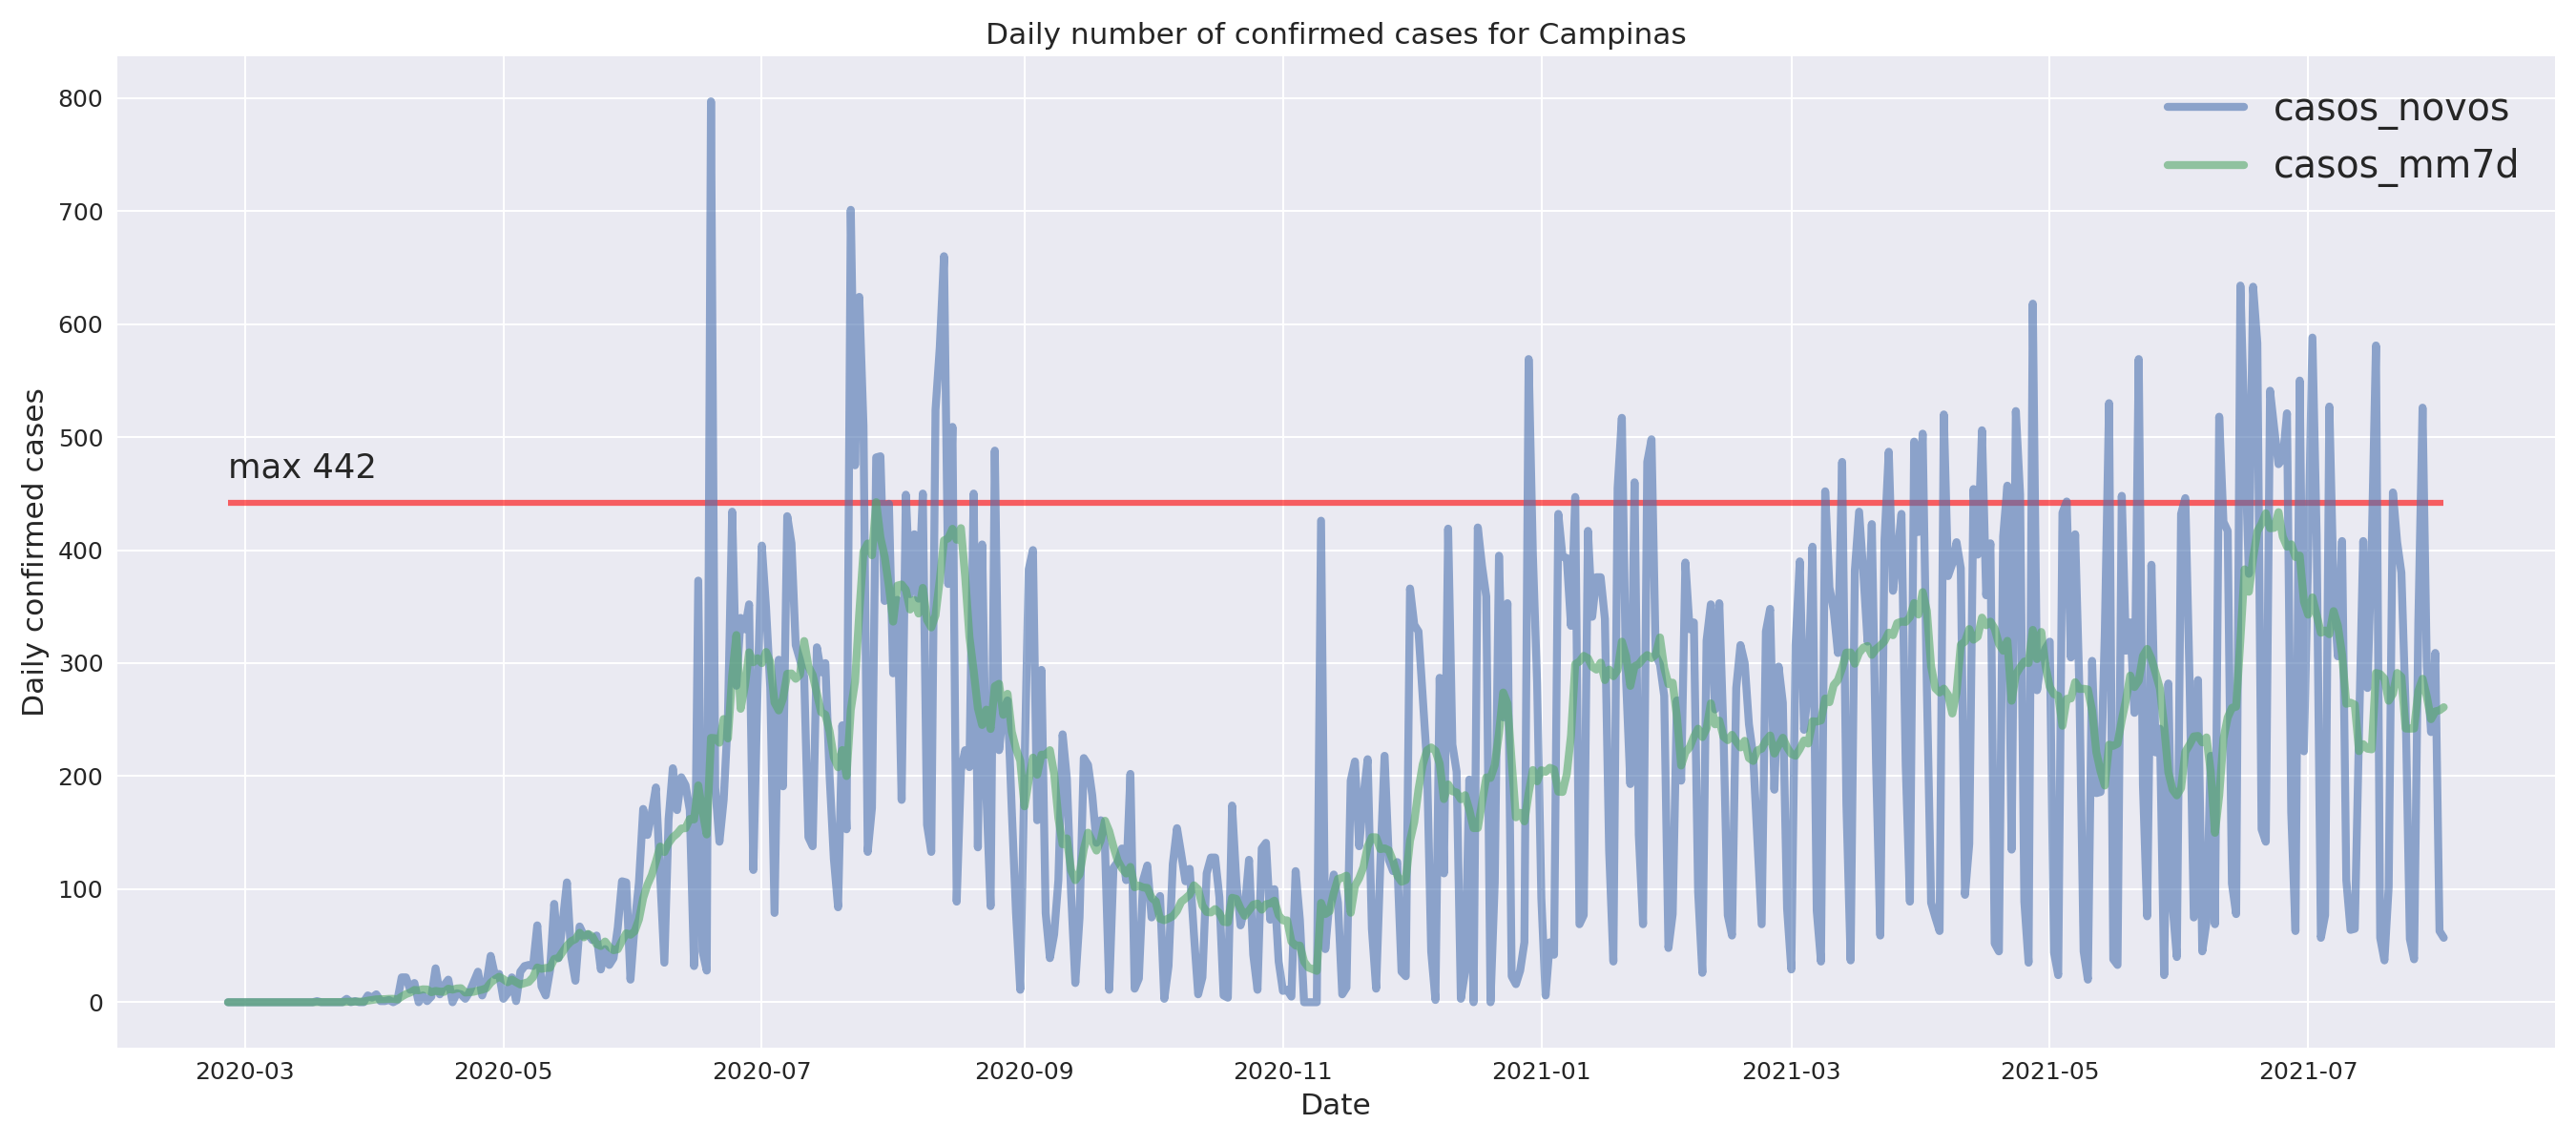 Daily number of confirmed cases for Campinas
casos_novos
casos_mm7d
max 442
Daily confirmed cases
800
700
600
500
400
300
200
100
0
2020-03 2020-05 2020-07 2020-09 2020-11 2021-01 2021-03 2021-05 2021-07
Date